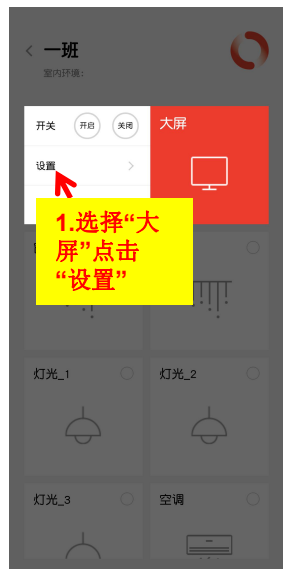 一班
室内环境：
开关 开启 关闭 大屏
设置
1.选择“大
屏”点击
“设置”
灯光_1 灯光_2
灯光_3 空调